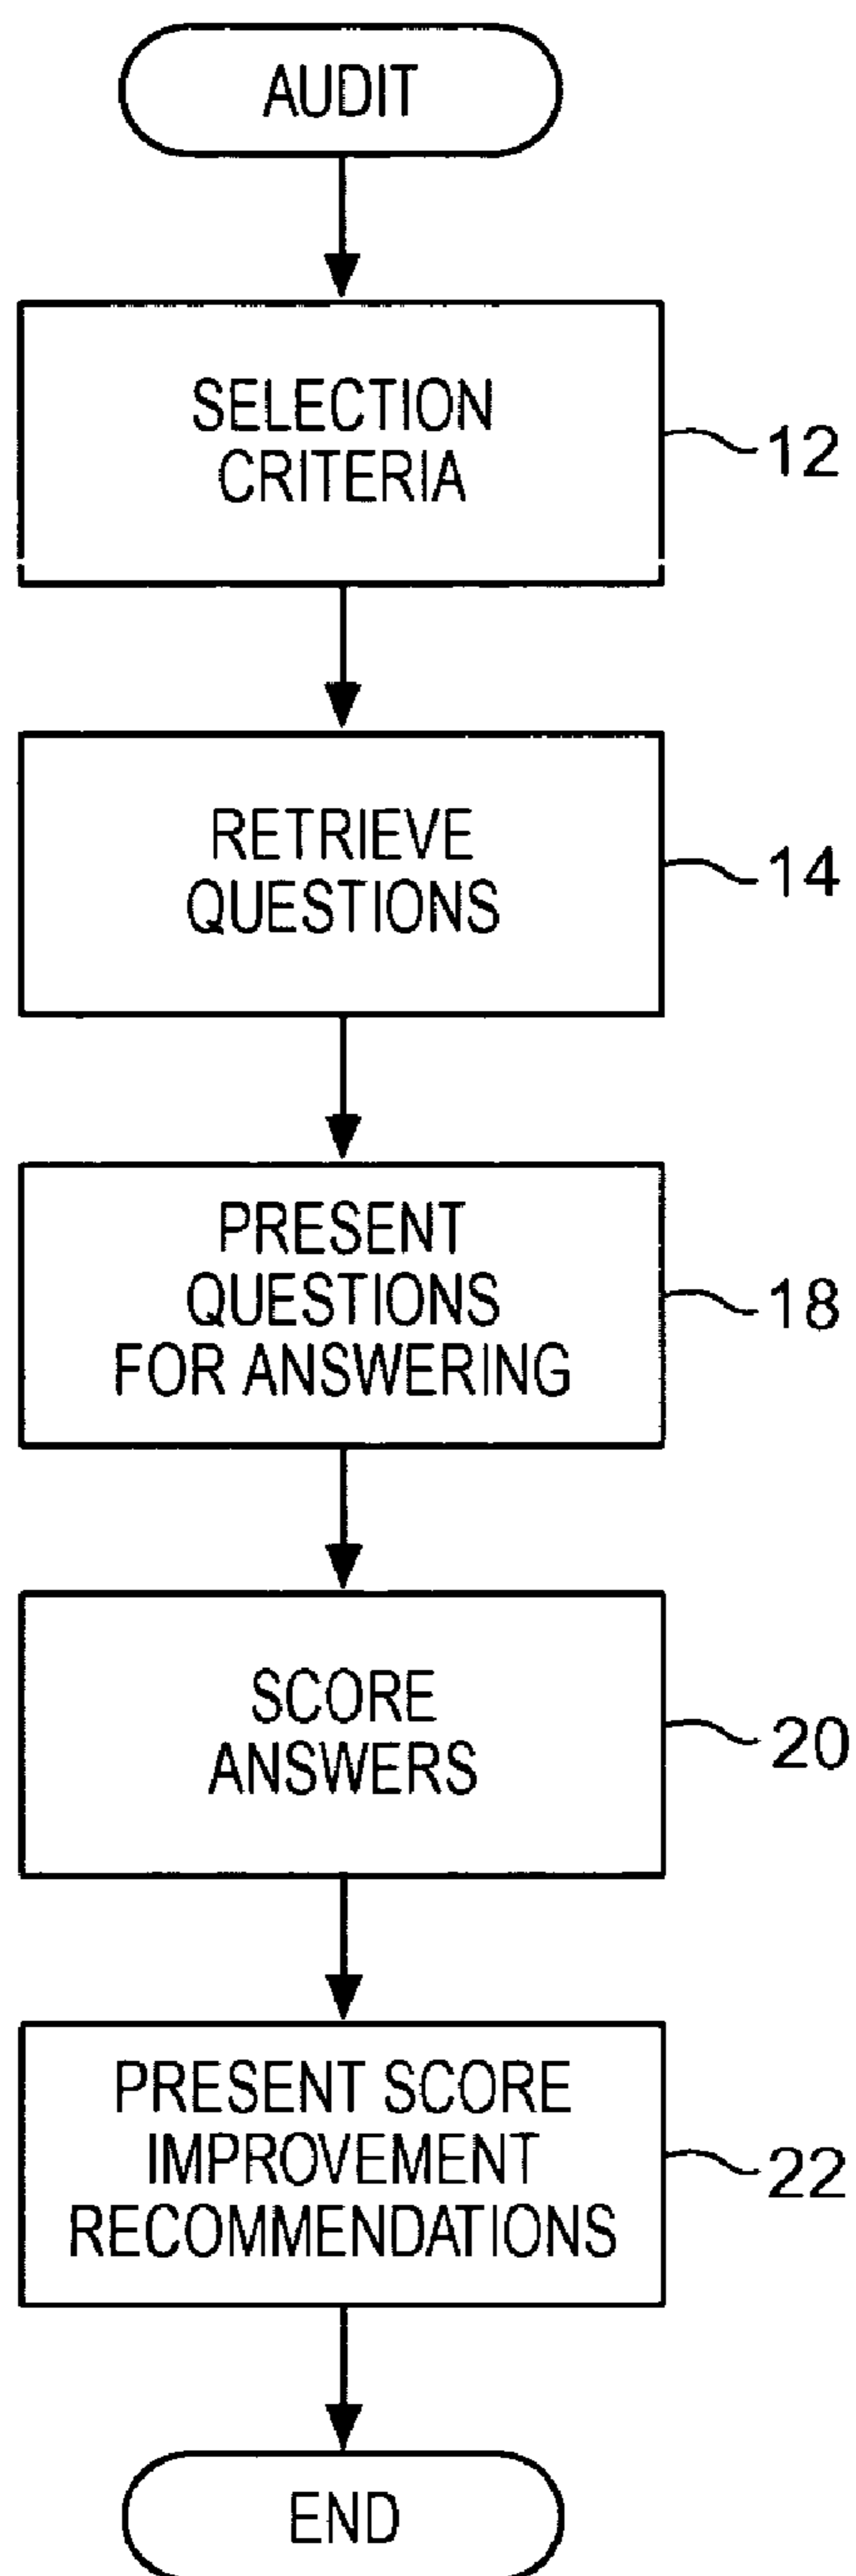 AUDIT
SELECTION
CRITERIA
12
RETRIEVE
QUESTIONS
14
PRESENT
QUESTIONS
FOR ANSWERING
18
SCORE
ANSWERS
20
PRESENT SCORE
IMPROVEMENT
RECOMMENDATIONS
22
END